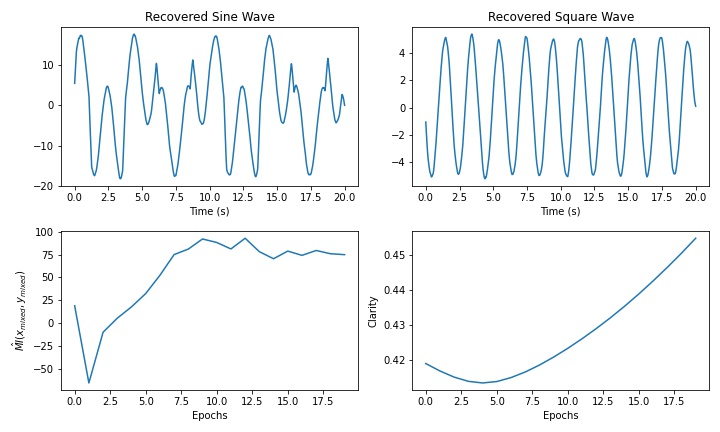 Recovered Sine Wave
10
0
−10
−20
0.0 2.5 5.0 7.5 10.0 12.5 15.0 17.5 20.0
Time (s)
Recovered Square Wave
4
2
0
−2
−4
0.0 2.5 5.0 7.5 10.0 12.5 15.0 17.5 20.0
Time (s)
M̂I(x_mixed, y_mixed)
100
75
50
25
0
−25
−50
0.0 2.5 5.0 7.5 10.0 12.5 15.0 17.5
Epochs
Clarity
0.45
0.44
0.43
0.42
0.0 2.5 5.0 7.5 10.0 12.5 15.0 17.5
Epochs